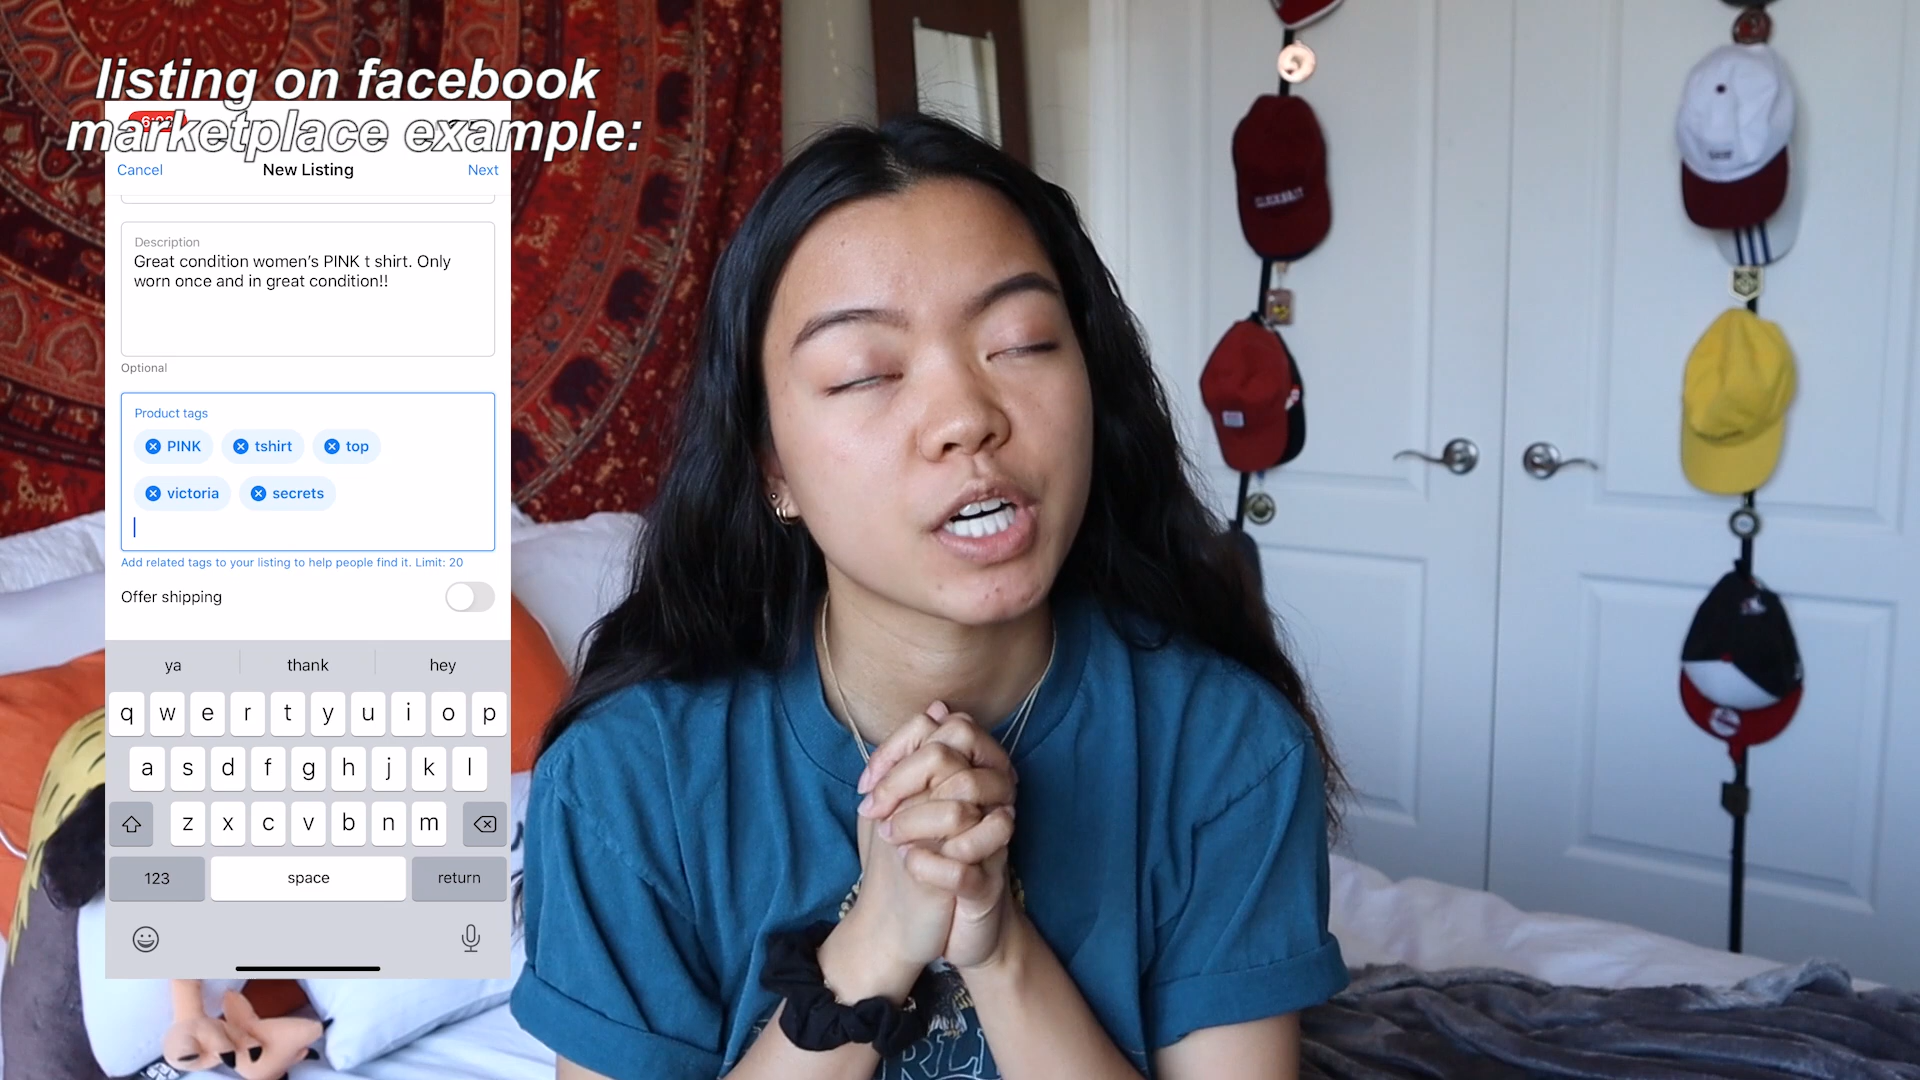 listing on facebook
marketplace example:
Cancel New Listing Next
Description
Great condition women's PINK t shirt. Only
worn once and in great condition!!
Optional
Product tags
PINK tshirt top
victoria secrets
Add related tags to your listing to help people find it. Limit: 20
Offer shipping
ya thank hey
q w e r t y u i o p
a s d f g h j k l
z x c v b n m
123 space return